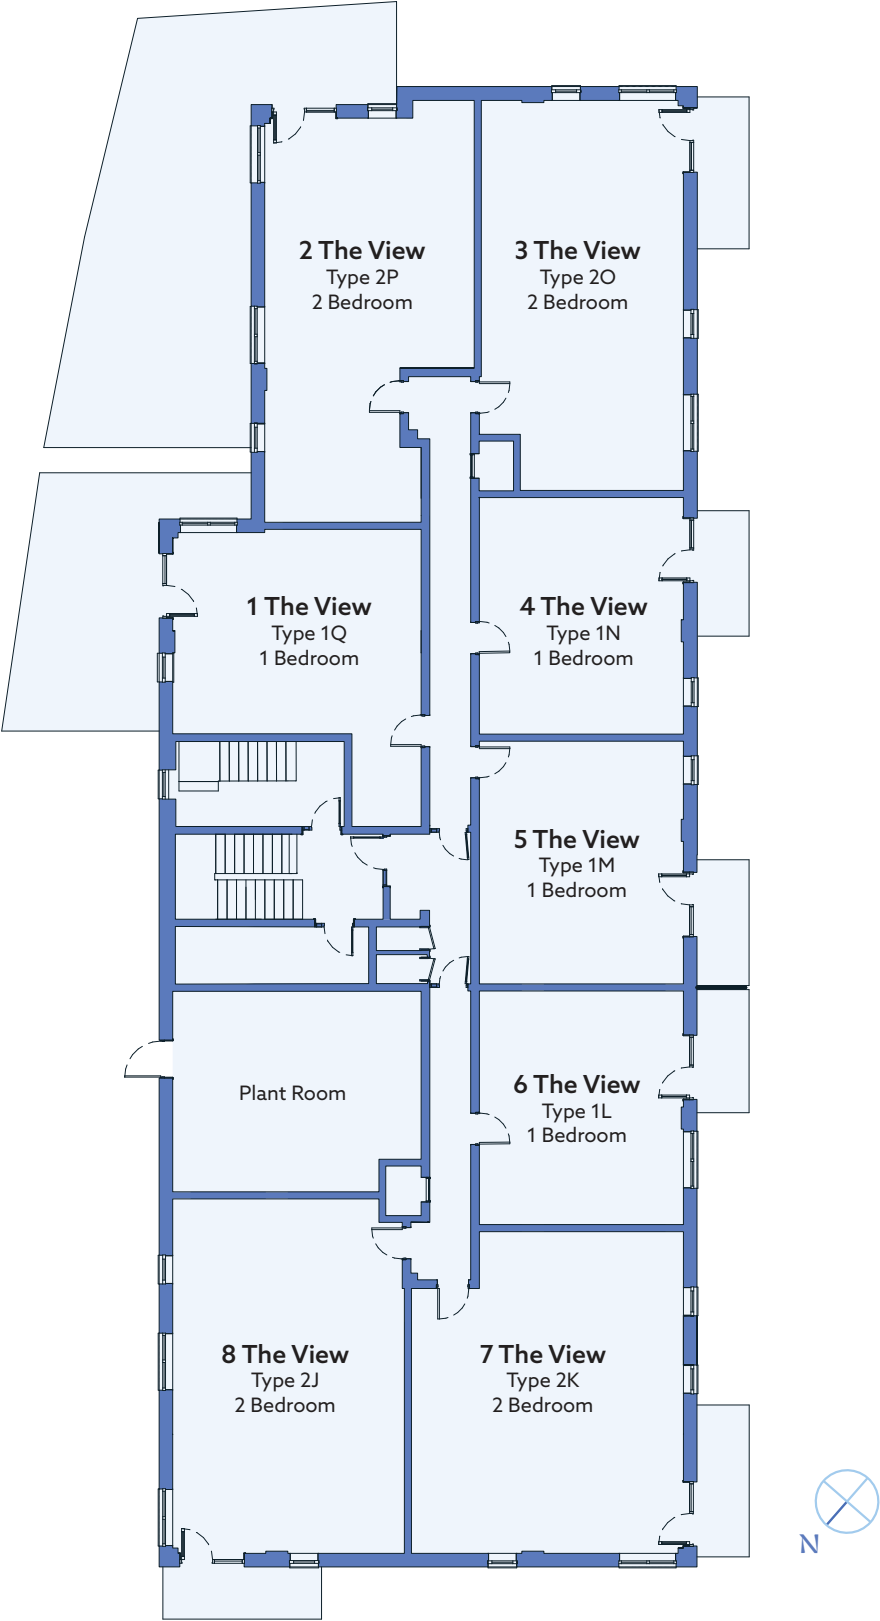 2 The View
Type 2P
2 Bedroom
3 The View
Type 2O
2 Bedroom
1 The View
Type 1Q
1 Bedroom
4 The View
Type 1N
1 Bedroom
5 The View
Type 1M
1 Bedroom
Plant Room
6 The View
Type 1L
1 Bedroom
8 The View
Type 2J
2 Bedroom
7 The View
Type 2K
2 Bedroom
N